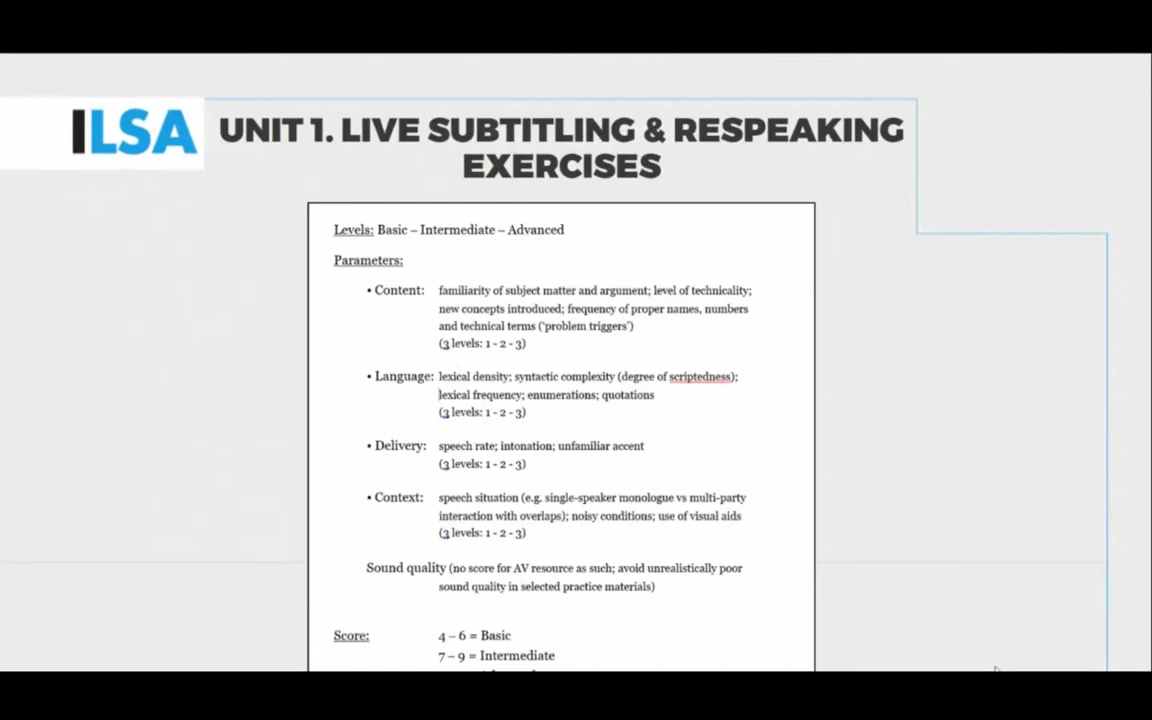 ILSA
UNIT 1. LIVE SUBTITLING & RESPEAKING
EXERCISES
Levels: Basic – Intermediate – Advanced
Parameters:
• Content: familiarity of subject matter and argument; level of technicality;
new concepts introduced; frequency of proper names, numbers
and technical terms ('problem triggers')
(3 levels: 1 - 2 - 3)
• Language: lexical density; syntactic complexity (degree of scriptedness);
lexical frequency; enumerations; quotations
(3 levels: 1 - 2 - 3)
• Delivery: speech rate; intonation; unfamiliar accent
(3 levels: 1 - 2 - 3)
• Context: speech situation (e.g. single-speaker monologue vs multi-party
interaction with overlaps); noisy conditions; use of visual aids
(3 levels: 1 - 2 - 3)
Sound quality (no score for AV resource as such; avoid unrealistically poor
sound quality in selected practice materials)
Score: 4 – 6 = Basic
7 – 9 = Intermediate